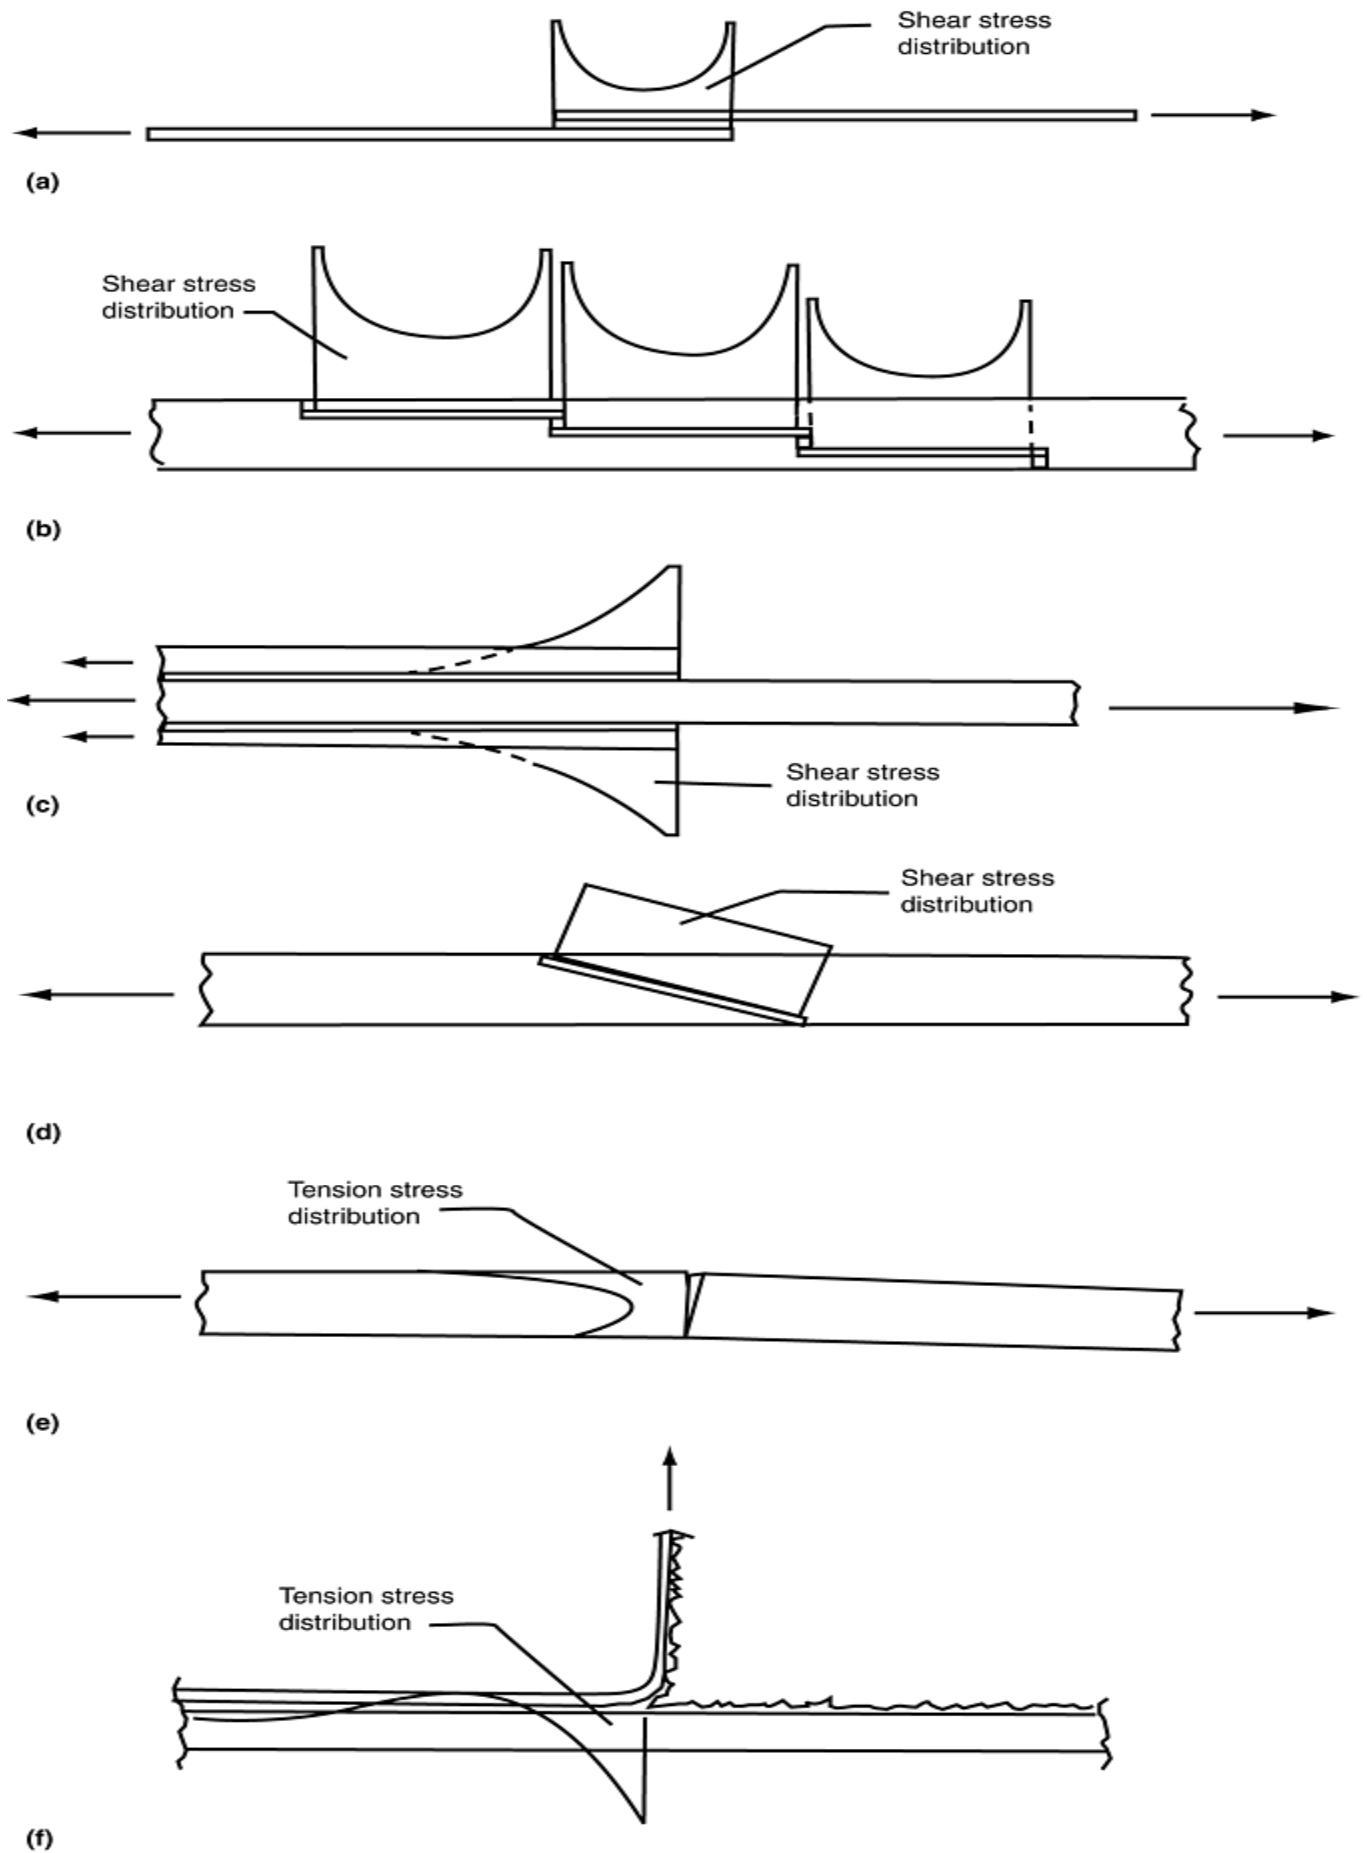 Shear stress
distribution
(a)
Shear stress
distribution
(b)
Shear stress
distribution
(c)
Shear stress
distribution
(d)
Tension stress
distribution
(e)
Tension stress
distribution
(f)